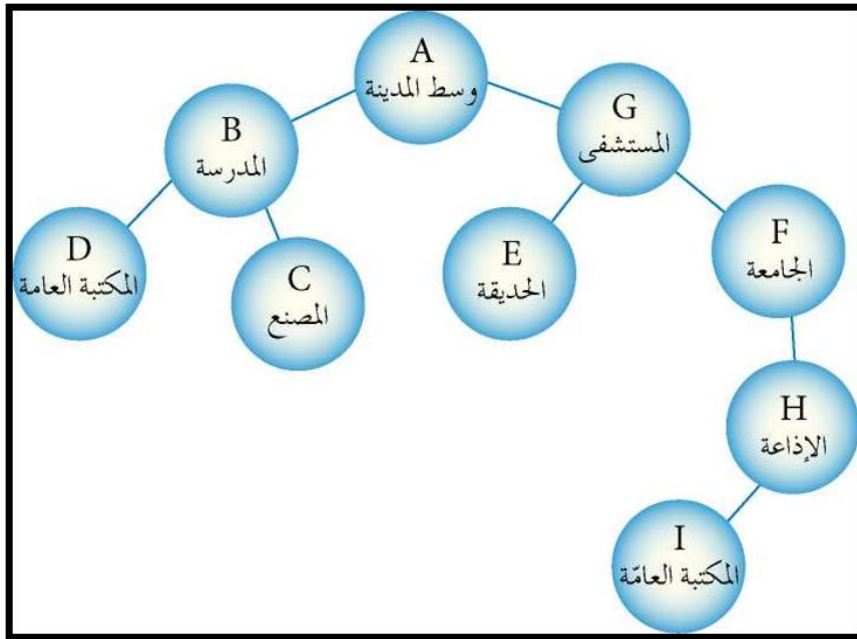 A
وسط المدينة
G
المستشفى
B
المدرسة
F
الجامعة
D
المكتبة العامة
E
الحديقة
C
المصنع
H
الإذاعة
I
المكتبة العامّة